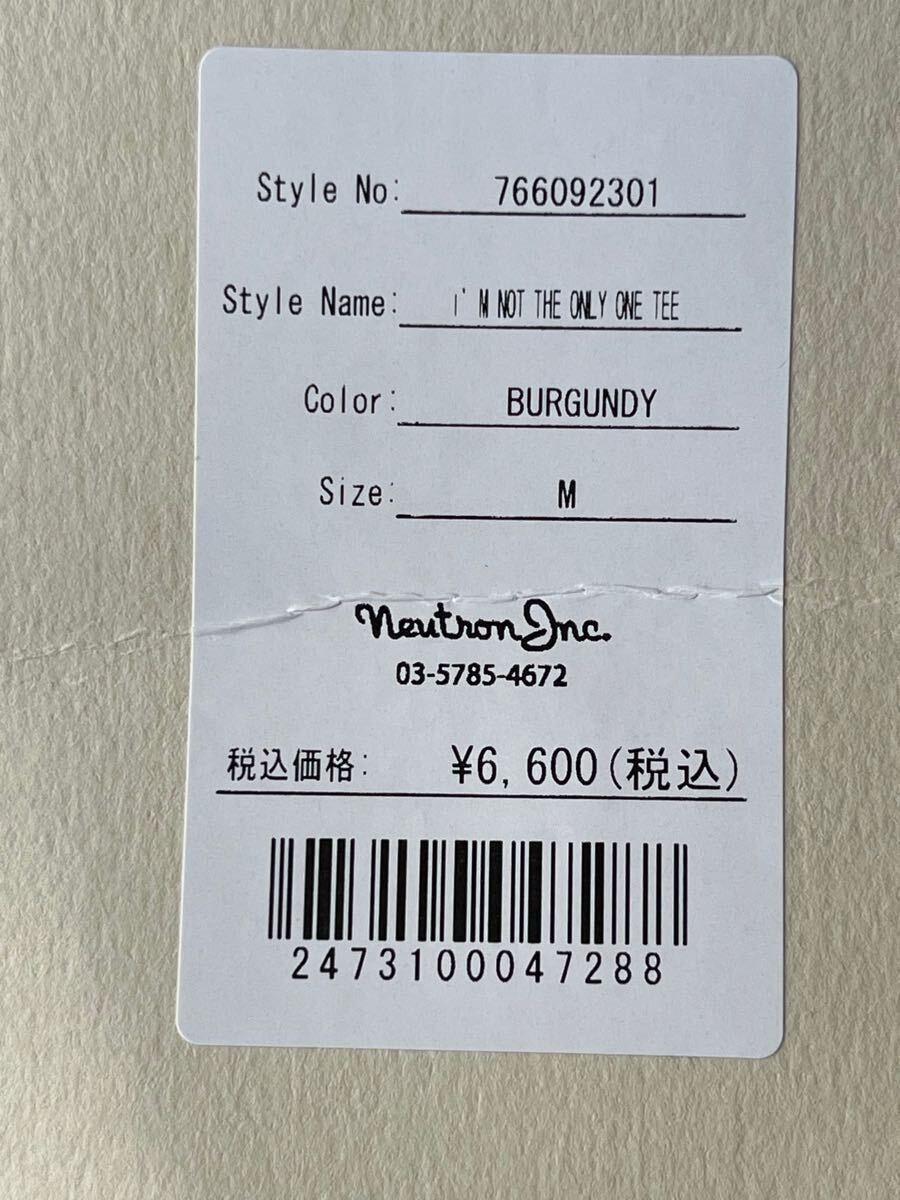 Style No: 766092301
Style Name: I'M NOT THE ONLY ONE TEE
Color: BURGUNDY
Size: M
Neutron Inc.
03-5785-4672
税込価格: ¥6,600(税込)
2473100047288